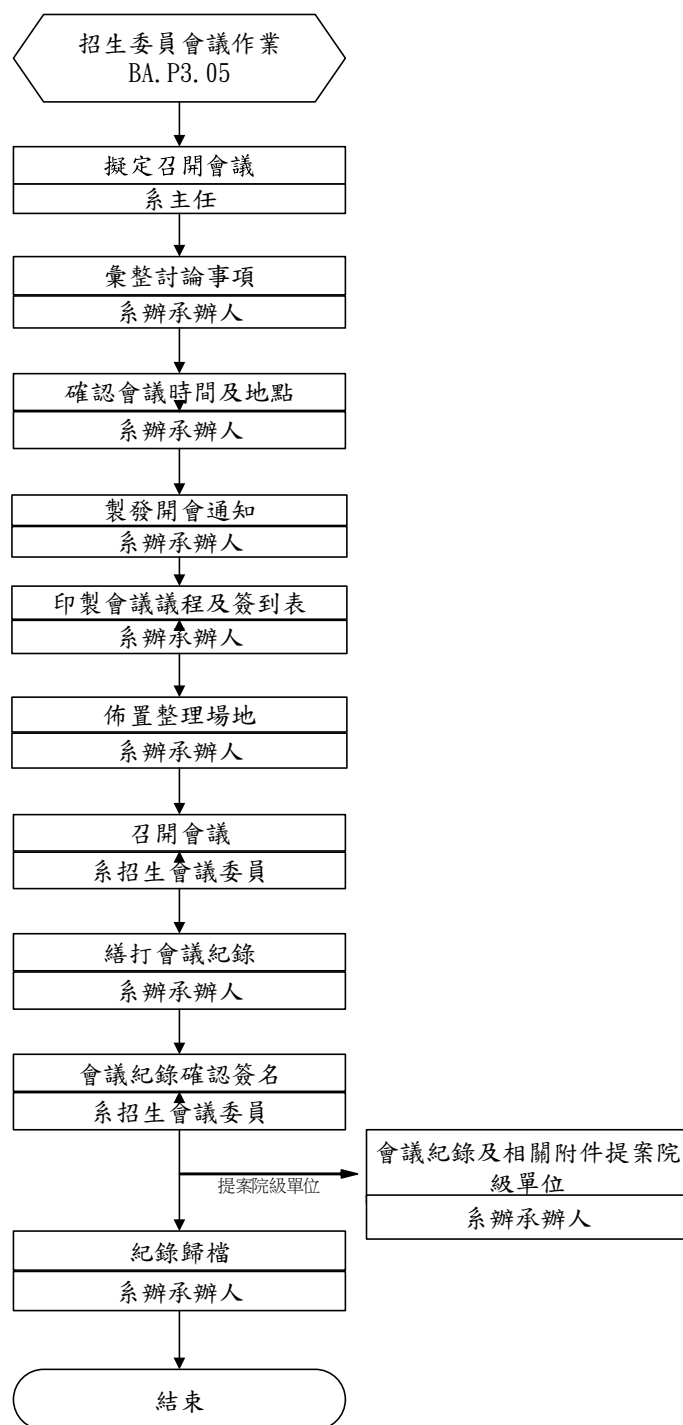 招生委員會議作業
BA.P3.05
擬定召開會議
系主任
彙整討論事項
系辦承辦人
確認會議時間及地點
系辦承辦人
製發開會通知
系辦承辦人
印製會議議程及簽到表
系辦承辦人
佈置整理場地
系辦承辦人
召開會議
系招生會議委員
繕打會議紀錄
系辦承辦人
會議紀錄確認簽名
系招生會議委員
提案院級單位
會議紀錄及相關附件提案院
級單位
系辦承辦人
紀錄歸檔
系辦承辦人
結束